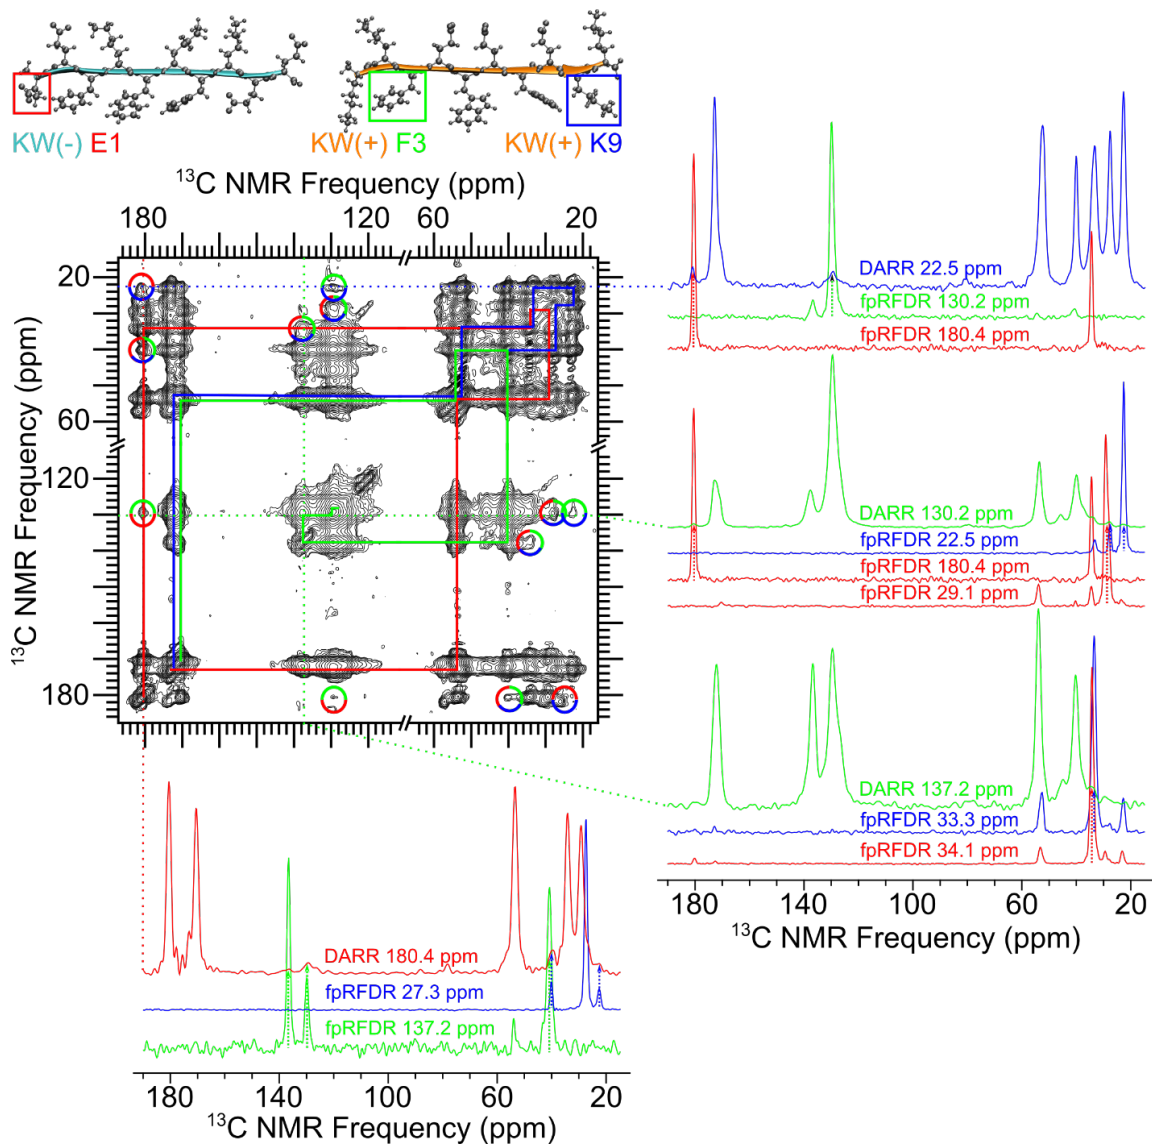 KW(-) E1
KW(+) F3
KW(+) K9
13C NMR Frequency (ppm)
180
120
60
20
13C NMR Frequency (ppm)
20
60
120
180
DARR 22.5 ppm
fpRFDR 130.2 ppm
fpRFDR 180.4 ppm
DARR 130.2 ppm
fpRFDR 22.5 ppm
fpRFDR 180.4 ppm
fpRFDR 29.1 ppm
DARR 137.2 ppm
fpRFDR 33.3 ppm
fpRFDR 34.1 ppm
180
140
100
60
20
13C NMR Frequency (ppm)
DARR 180.4 ppm
fpRFDR 27.3 ppm
fpRFDR 137.2 ppm
180
140
100
60
20
13C NMR Frequency (ppm)